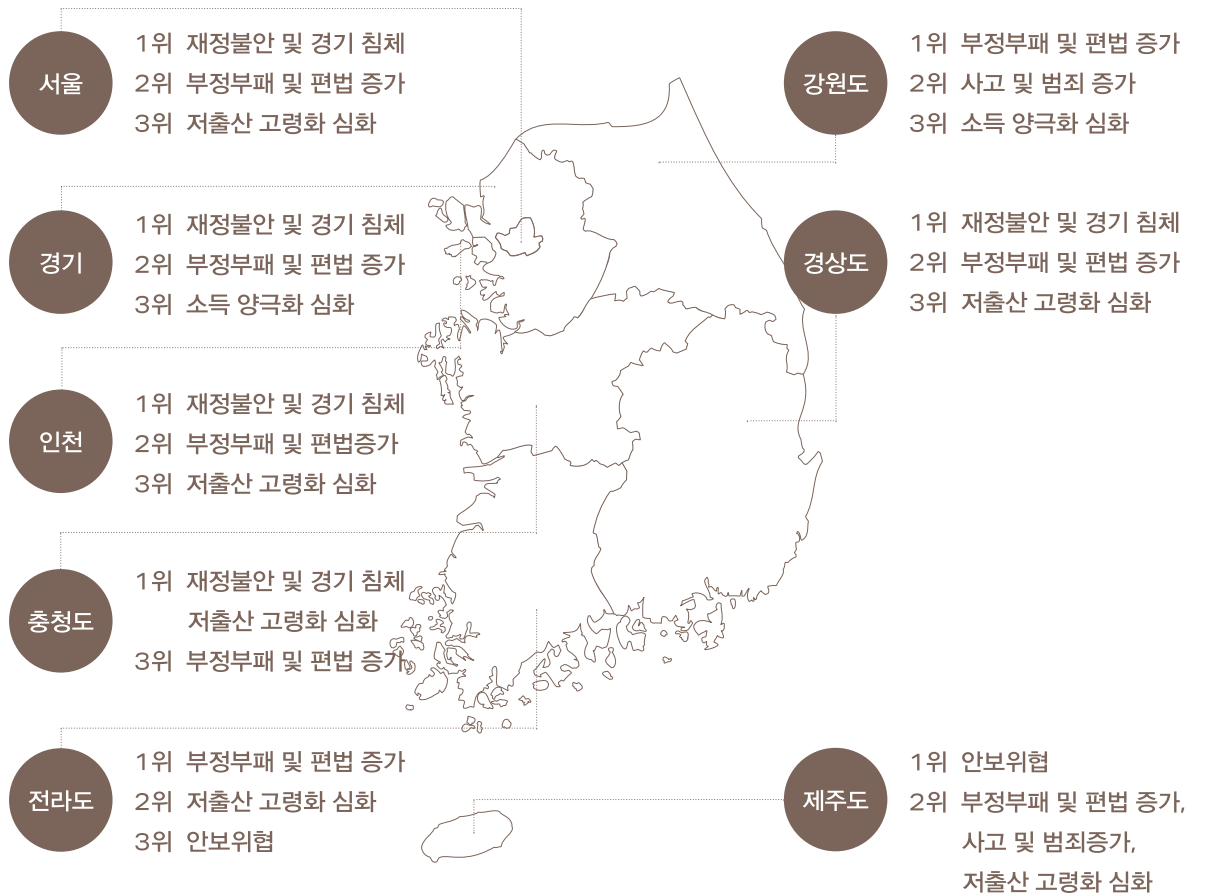 서울
1위 재정불안 및 경기 침체
2위 부정부패 및 편법 증가
3위 저출산 고령화 심화
경기
1위 재정불안 및 경기 침체
2위 부정부패 및 편법 증가
3위 소득 양극화 심화
인천
1위 재정불안 및 경기 침체
2위 부정부패 및 편법증가
3위 저출산 고령화 심화
충청도
1위 재정불안 및 경기 침체
저출산 고령화 심화
3위 부정부패 및 편법 증가
전라도
1위 부정부패 및 편법 증가
2위 저출산 고령화 심화
3위 안보위협
강원도
1위 부정부패 및 편법 증가
2위 사고 및 범죄 증가
3위 소득 양극화 심화
경상도
1위 재정불안 및 경기 침체
2위 부정부패 및 편법 증가
3위 저출산 고령화 심화
제주도
1위 안보위협
2위 부정부패 및 편법 증가,
사고 및 범죄증가,
저출산 고령화 심화